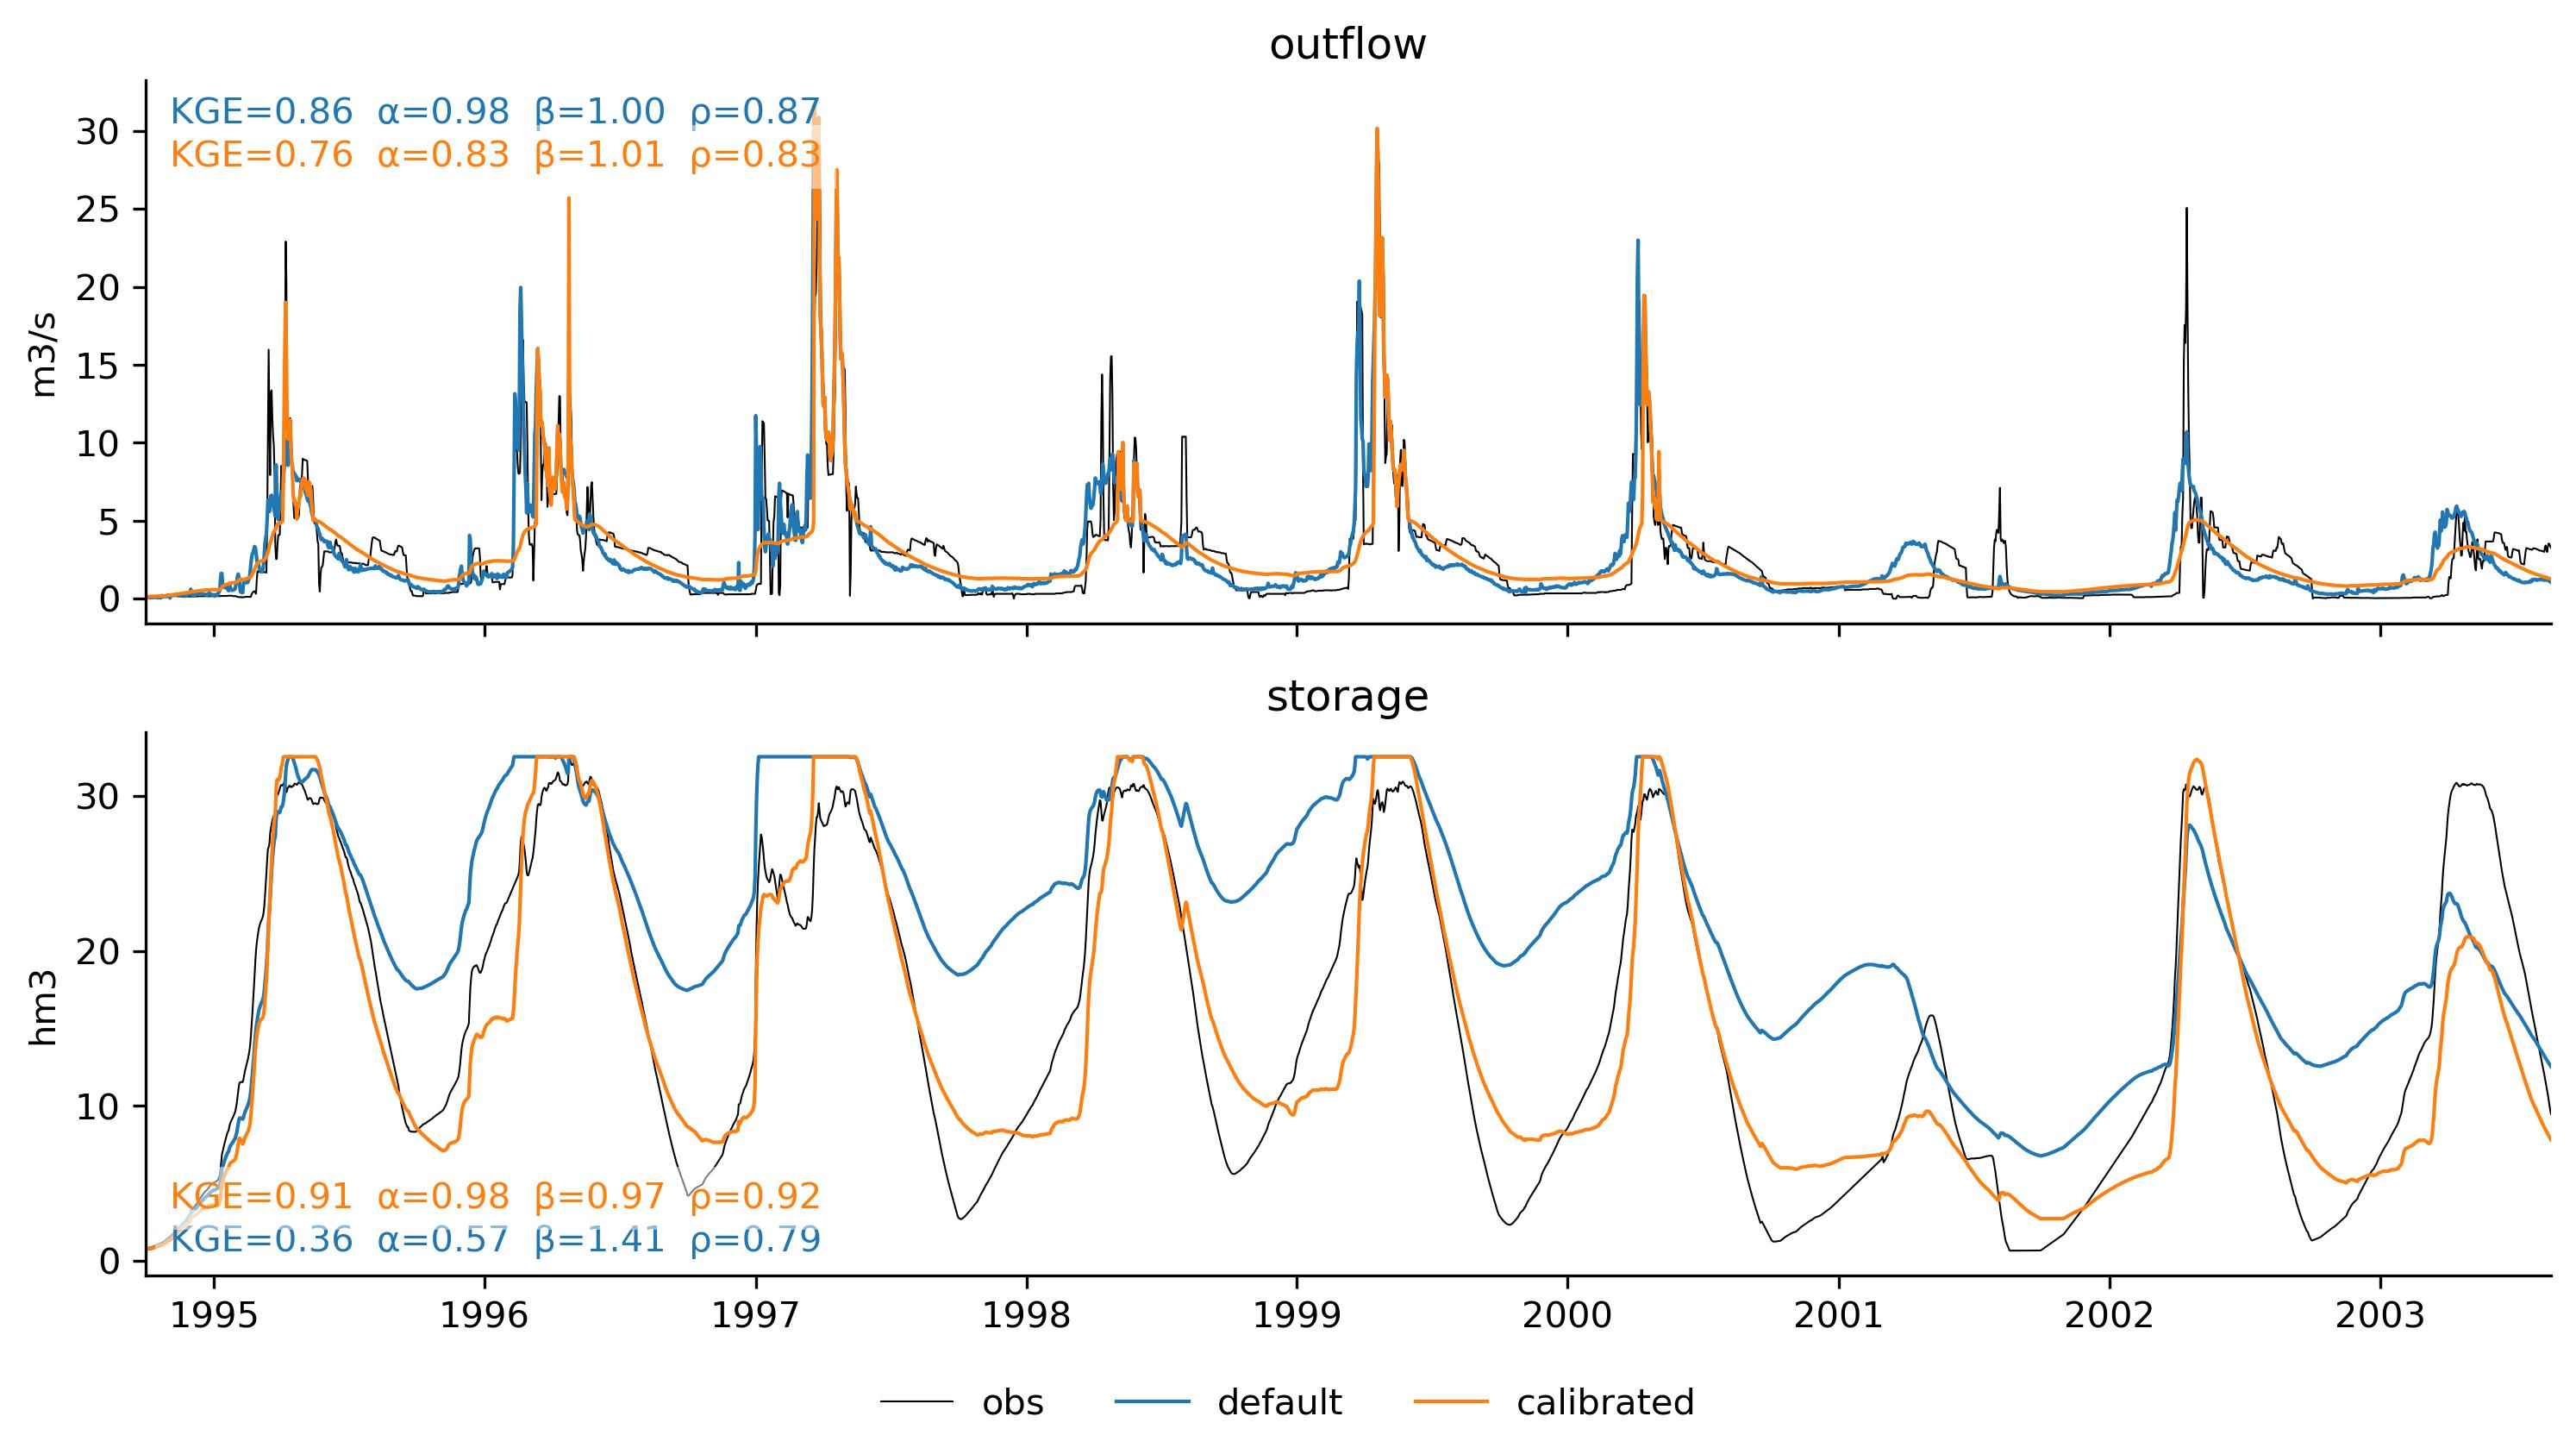 outflow
KGE=0.86 α=0.98 β=1.00 ρ=0.87
KGE=0.76 α=0.83 β=1.01 ρ=0.83
30
25
20
15
10
5
0
m3/s
storage
30
20
10
0
hm3
KGE=0.91 α=0.98 β=0.97 ρ=0.92
KGE=0.36 α=0.57 β=1.41 ρ=0.79
1995 1996 1997 1998 1999 2000 2001 2002 2003
obs default calibrated